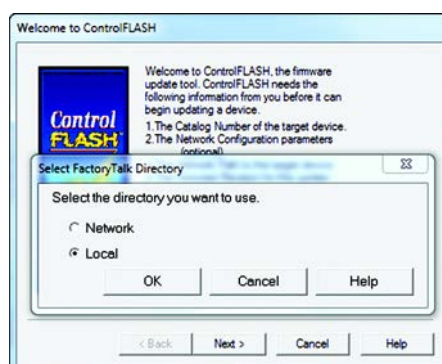 Welcome to ControlFLASH
Welcome to ControlFLASH, the firmware
update tool. ControlFLASH needs the
following information from you before it can
begin updating a device.
1.The Catalog Number of the target device.
2.The Network Configuration parameters
(optional).
Control
FLASH
Select FactoryTalk Directory
Select the directory you want to use.
Network
Local
OK Cancel Help
< Back Next > Cancel Help